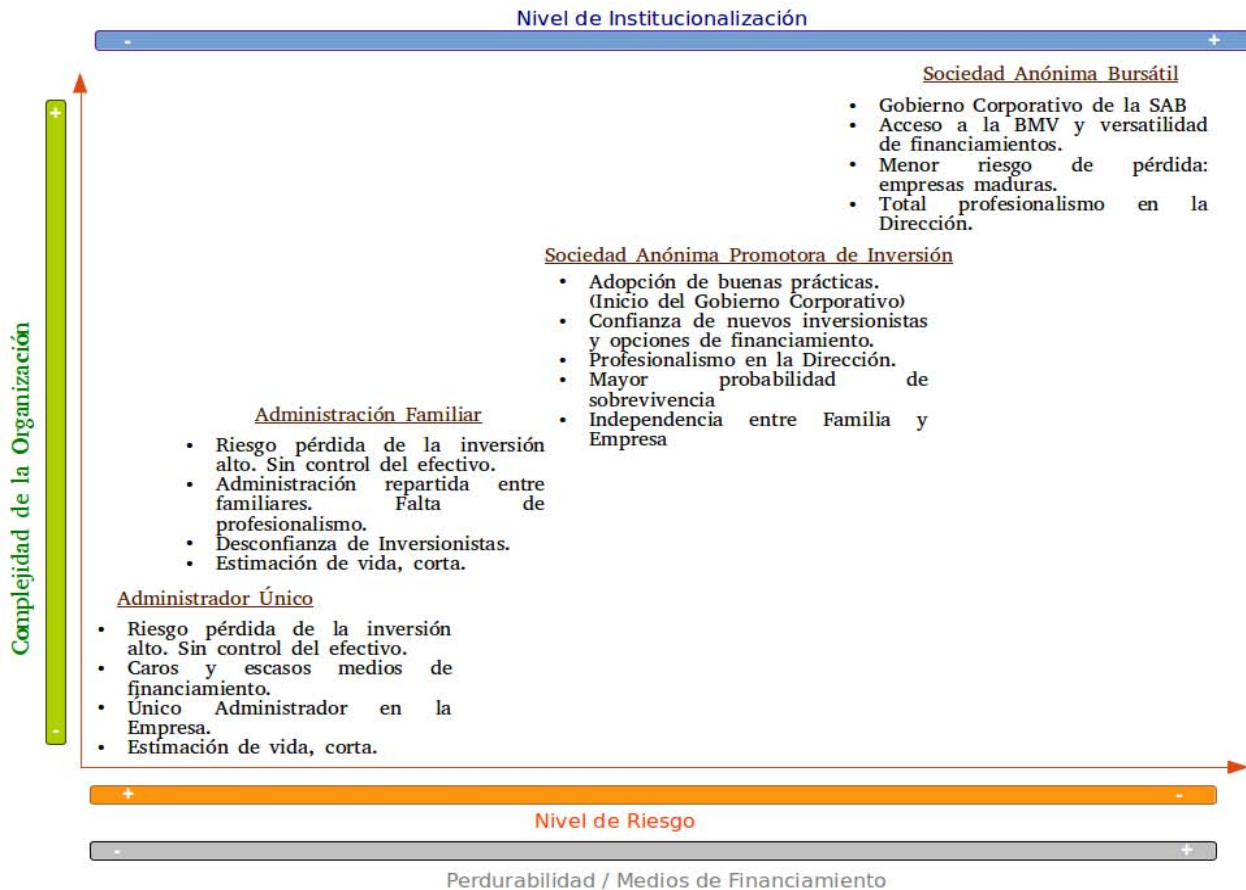 Nivel de Institucionalización
- +
Sociedad Anónima Bursátil
• Gobierno Corporativo de la SAB
• Acceso a la BMV y versatilidad
de financiamientos.
• Menor riesgo de pérdida:
empresas maduras.
• Total profesionalismo en la
Dirección.
Sociedad Anónima Promotora de Inversión
• Adopción de buenas prácticas.
(Inicio del Gobierno Corporativo)
• Confianza de nuevos inversionistas
y opciones de financiamiento.
• Profesionalismo en la Dirección.
• Mayor probabilidad de
sobrevivencia
• Independencia entre Familia y
Empresa
Administración Familiar
• Riesgo pérdida de la inversión
alto. Sin control del efectivo.
• Administración repartida entre
familiares. Falta de
profesionalismo.
• Desconfianza de Inversionistas.
• Estimación de vida, corta.
Administrador Único
• Riesgo pérdida de la inversión
alto. Sin control del efectivo.
• Caros y escasos medios de
financiamiento.
• Único Administrador en la
Empresa.
• Estimación de vida, corta.
+
Complejidad de la Organización
-
+ -
Nivel de Riesgo
- +
Perdurabilidad / Medios de Financiamiento